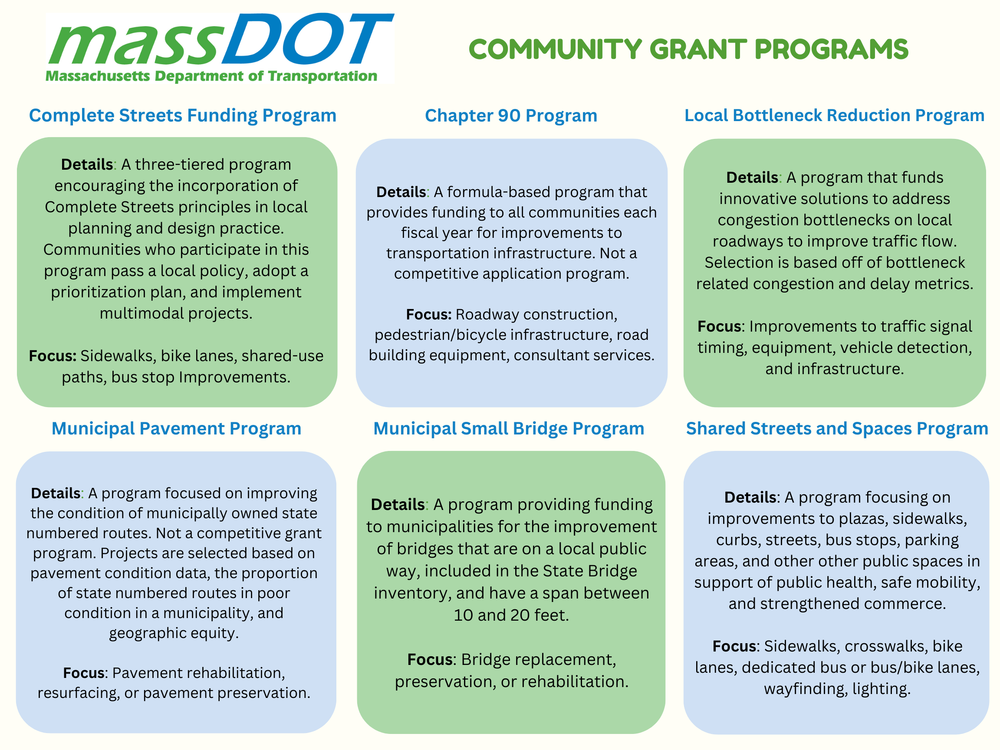 massDOT
Massachusetts Department of Transportation
COMMUNITY GRANT PROGRAMS
Complete Streets Funding Program
Details: A three-tiered program
encouraging the incorporation of
Complete Streets principles in local
planning and design practice.
Communities who participate in this
program pass a local policy, adopt a
prioritization plan, and implement
multimodal projects.
Focus: Sidewalks, bike lanes, shared-use
paths, bus stop Improvements.
Chapter 90 Program
Details: A formula-based program that
provides funding to all communities each
fiscal year for improvements to
transportation infrastructure. Not a
competitive application program.
Focus: Roadway construction,
pedestrian/bicycle infrastructure, road
building equipment, consultant services.
Local Bottleneck Reduction Program
Details: A program that funds
innovative solutions to address
congestion bottlenecks on local
roadways to improve traffic flow.
Selection is based off of bottleneck
related congestion and delay metrics.
Focus: Improvements to traffic signal
timing, equipment, vehicle detection,
and infrastructure.
Municipal Pavement Program
Details: A program focused on improving
the condition of municipally owned state
numbered routes. Not a competitive grant
program. Projects are selected based on
pavement condition data, the proportion
of state numbered routes in poor
condition in a municipality, and
geographic equity.
Focus: Pavement rehabilitation,
resurfacing, or pavement preservation.
Municipal Small Bridge Program
Details: A program providing funding
to municipalities for the improvement
of bridges that are on a local public
way, included in the State Bridge
inventory, and have a span between
10 and 20 feet.
Focus: Bridge replacement,
preservation, or rehabilitation.
Shared Streets and Spaces Program
Details: A program focusing on
improvements to plazas, sidewalks,
curbs, streets, bus stops, parking
areas, and other other public spaces in
support of public health, safe mobility,
and strengthened commerce.
Focus: Sidewalks, crosswalks, bike
lanes, dedicated bus or bus/bike lanes,
wayfinding, lighting.